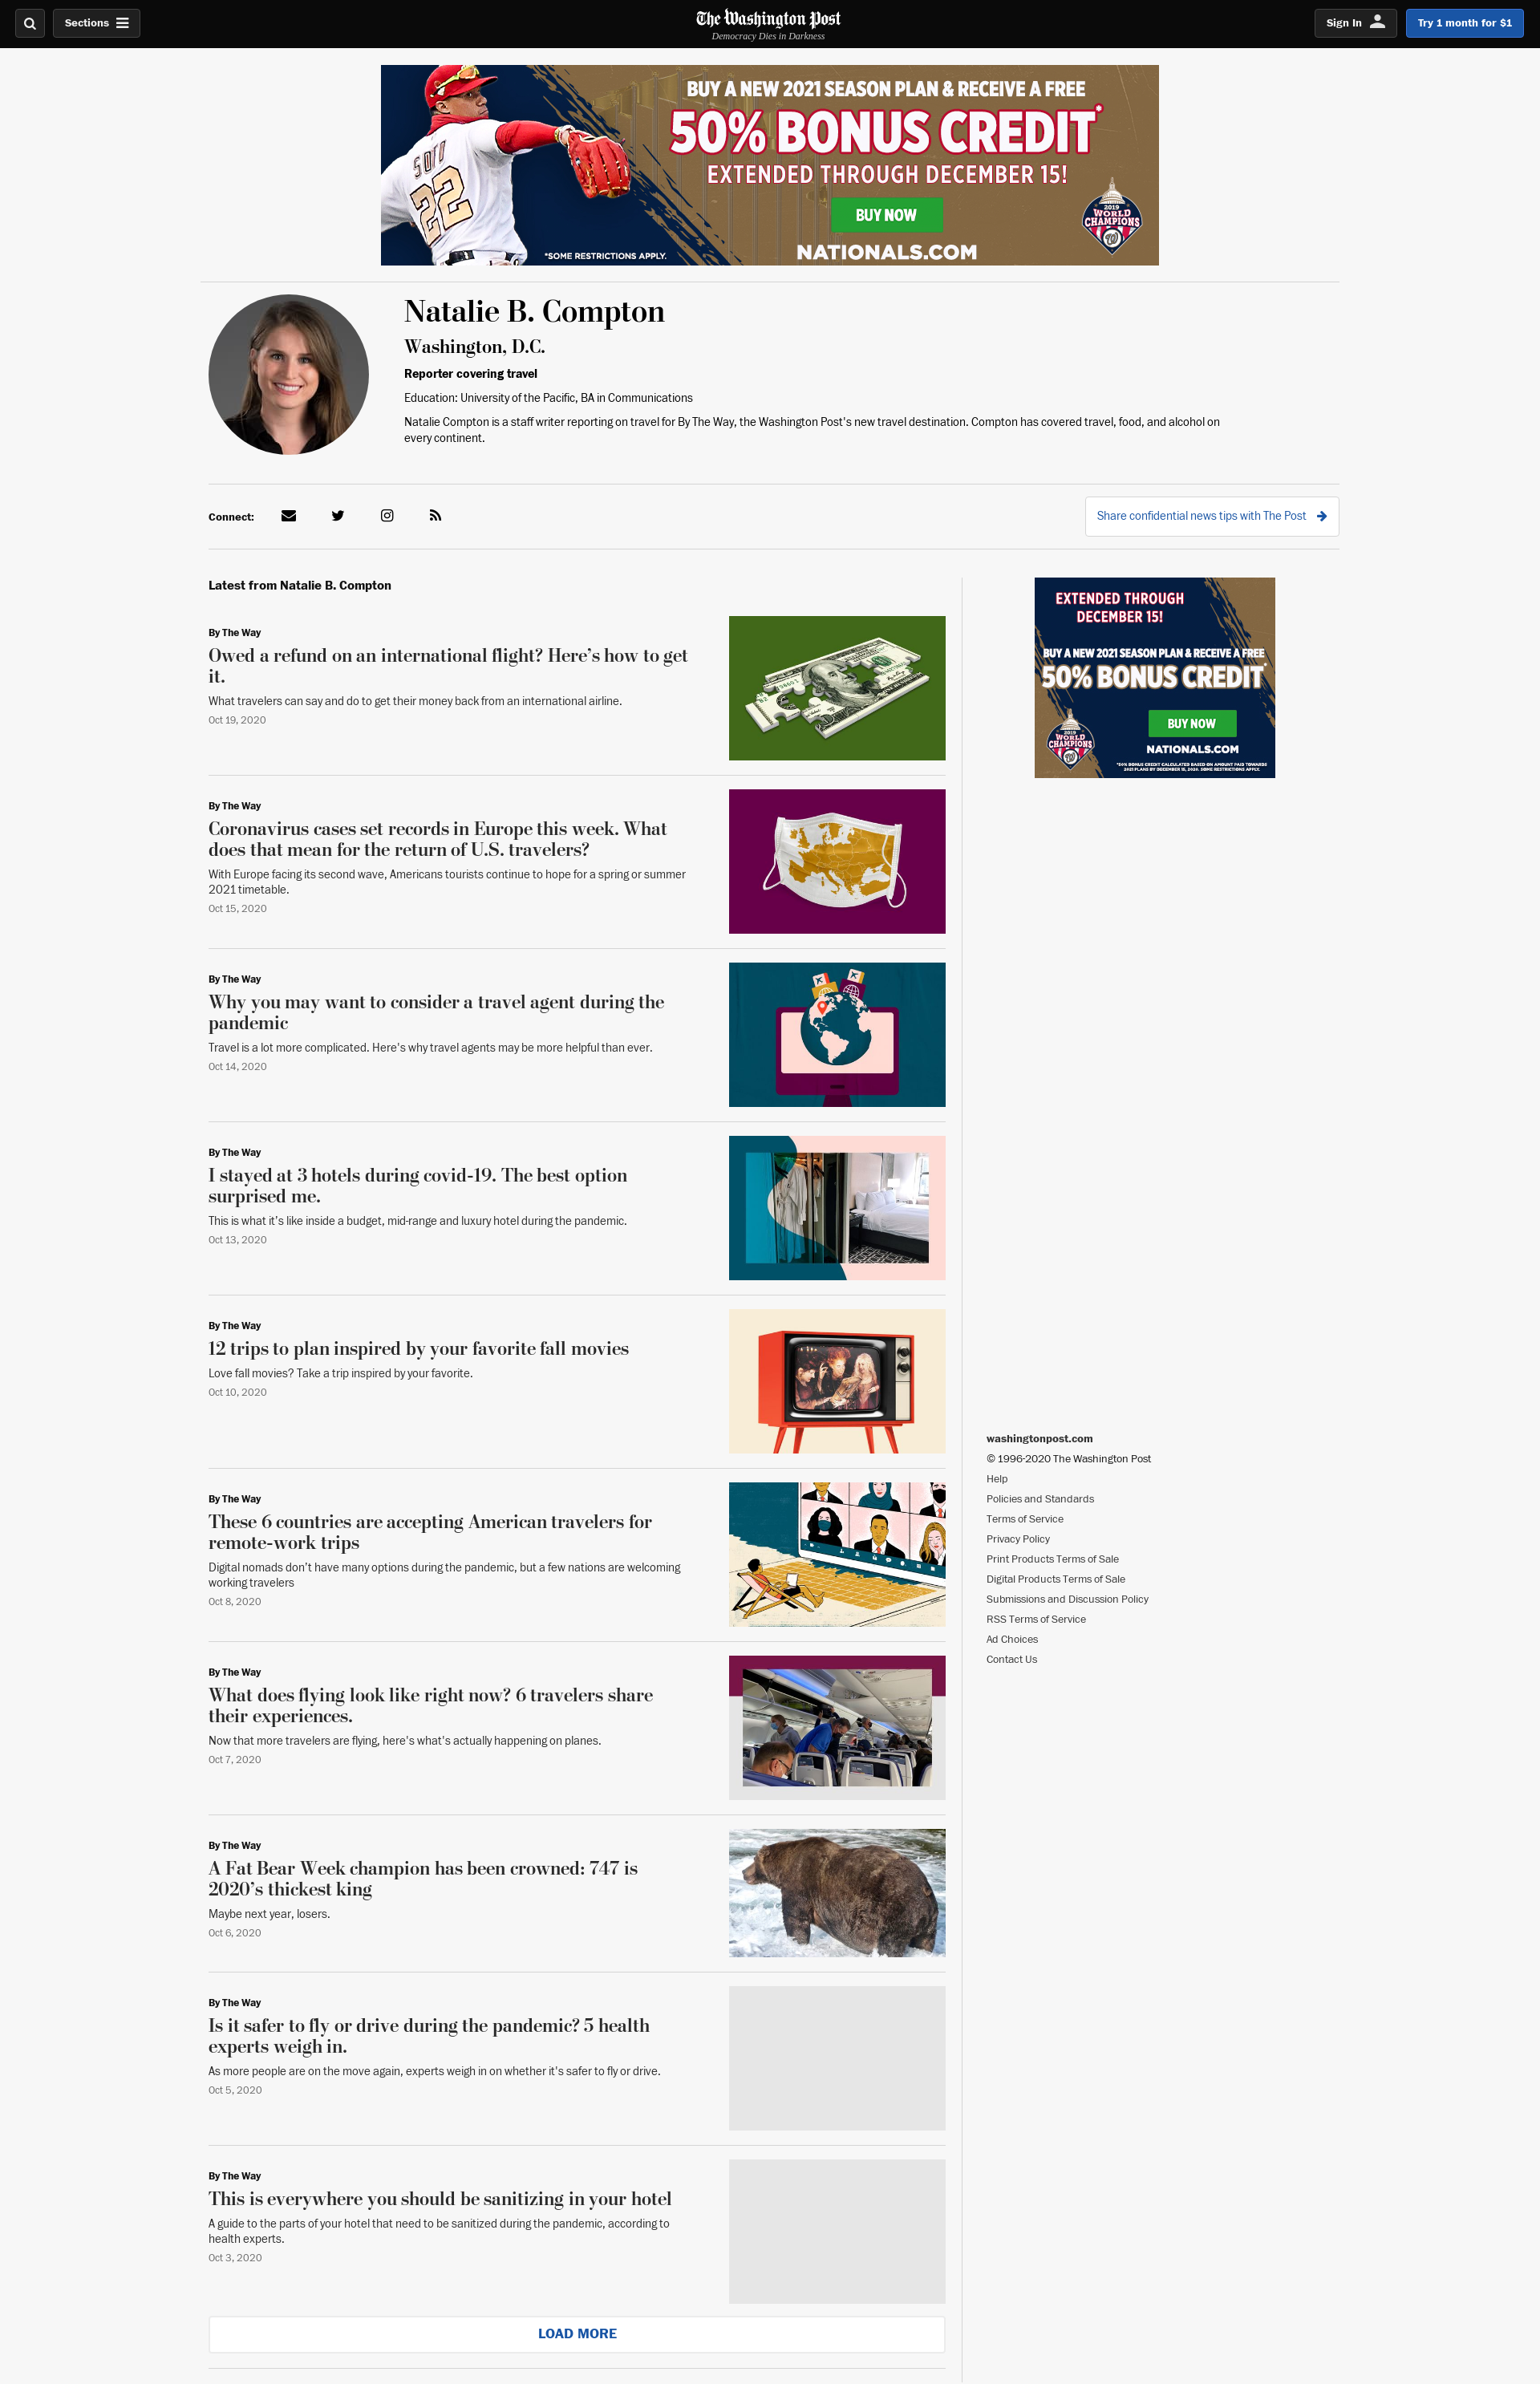 Sections
The Washington Post
Democracy Dies in Darkness
Sign In
Try 1 month for $1
BUY A NEW 2021 SEASON PLAN & RECEIVE A FREE
50% BONUS CREDIT*
EXTENDED THROUGH DECEMBER 15!
BUY NOW
*SOME RESTRICTIONS APPLY.
NATIONALS.COM
2019
WORLD
CHAMPIONS
22
Natalie B. Compton
Washington, D.C.
Reporter covering travel
Education: University of the Pacific, BA in Communications
Natalie Compton is a staff writer reporting on travel for By The Way, the Washington Post's new travel destination. Compton has covered travel, food, and alcohol on
every continent.
Connect:
Share confidential news tips with The Post
Latest from Natalie B. Compton
By The Way
Owed a refund on an international flight? Here’s how to get
it.
What travelers can say and do to get their money back from an international airline.
Oct 19, 2020
By The Way
Coronavirus cases set records in Europe this week. What
does that mean for the return of U.S. travelers?
With Europe facing its second wave, Americans tourists continue to hope for a spring or summer
2021 timetable.
Oct 15, 2020
By The Way
Why you may want to consider a travel agent during the
pandemic
Travel is a lot more complicated. Here's why travel agents may be more helpful than ever.
Oct 14, 2020
By The Way
I stayed at 3 hotels during covid-19. The best option
surprised me.
This is what it's like inside a budget, mid-range and luxury hotel during the pandemic.
Oct 13, 2020
By The Way
12 trips to plan inspired by your favorite fall movies
Love fall movies? Take a trip inspired by your favorite.
Oct 10, 2020
By The Way
These 6 countries are accepting American travelers for
remote-work trips
Digital nomads don’t have many options during the pandemic, but a few nations are welcoming
working travelers
Oct 8, 2020
By The Way
What does flying look like right now? 6 travelers share
their experiences.
Now that more travelers are flying, here's what's actually happening on planes.
Oct 7, 2020
By The Way
A Fat Bear Week champion has been crowned: 747 is
2020’s thickest king
Maybe next year, losers.
Oct 6, 2020
By The Way
Is it safer to fly or drive during the pandemic? 5 health
experts weigh in.
As more people are on the move again, experts weigh in on whether it's safer to fly or drive.
Oct 5, 2020
By The Way
This is everywhere you should be sanitizing in your hotel
A guide to the parts of your hotel that need to be sanitized during the pandemic, according to
health experts.
Oct 3, 2020
LOAD MORE
EXTENDED THROUGH
DECEMBER 15!
BUY A NEW 2021 SEASON PLAN & RECEIVE A FREE
50% BONUS CREDIT*
BUY NOW
2019
WORLD
CHAMPIONS
NATIONALS.COM
*50% BONUS CREDIT CALCULATED BASED ON AMOUNT PAID TOWARDS
2021 PLANS BY DECEMBER 15, 2020. SOME RESTRICTIONS APPLY.
washingtonpost.com
© 1996-2020 The Washington Post
Help
Policies and Standards
Terms of Service
Privacy Policy
Print Products Terms of Sale
Digital Products Terms of Sale
Submissions and Discussion Policy
RSS Terms of Service
Ad Choices
Contact Us